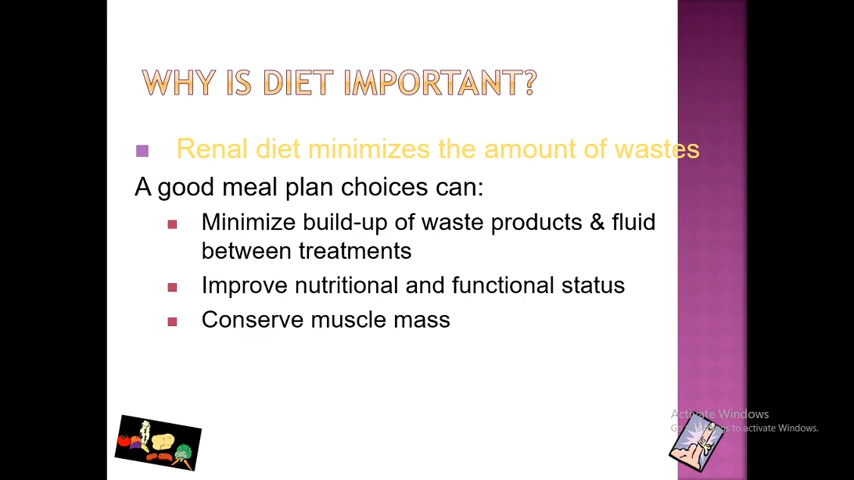 WHY IS DIET IMPORTANT?
Renal diet minimizes the amount of wastes
A good meal plan choices can:
Minimize build-up of waste products & fluid
between treatments
Improve nutritional and functional status
Conserve muscle mass
Activate Windows
Go to activate Windows.